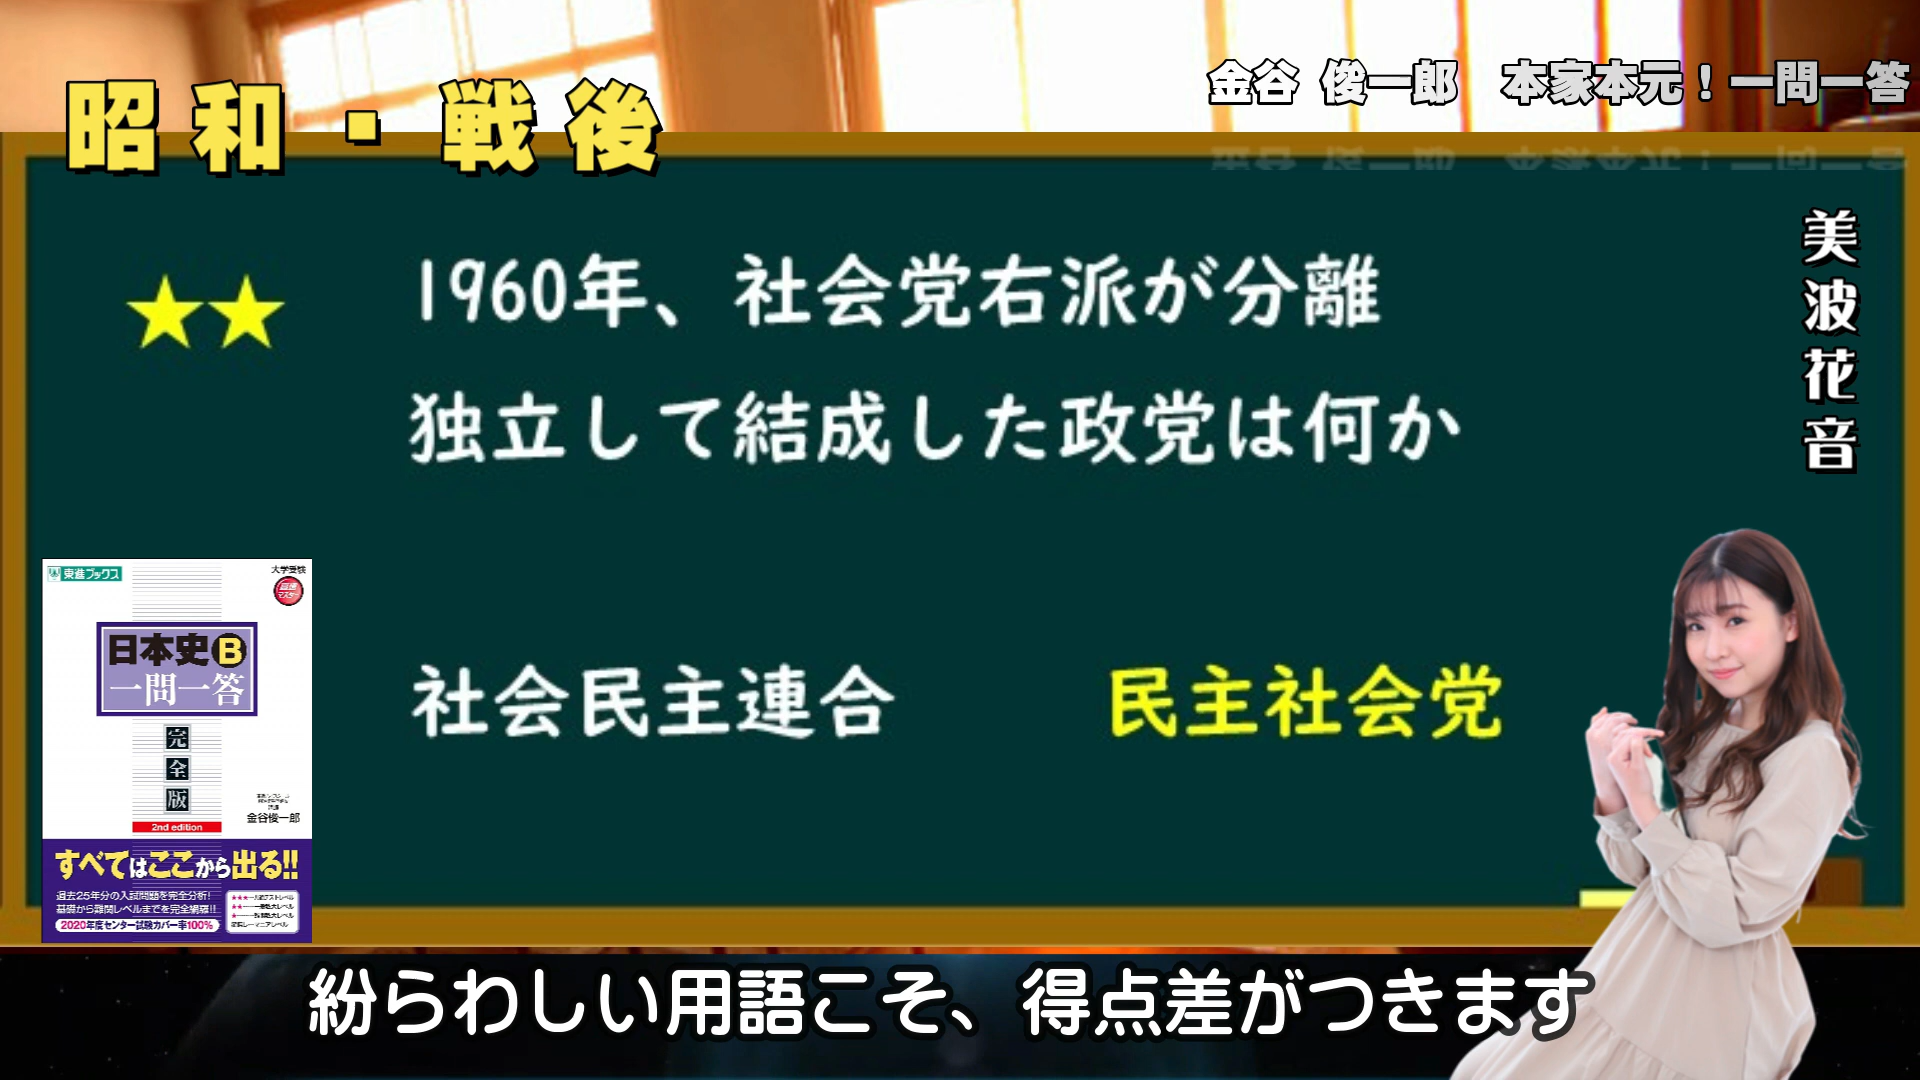 昭和・戦後
金谷 俊一郎 本家本元！一問一答
美波花音
★★
1960年、社会党右派が分離
独立して結成した政党は何か
社会民主連合
民主社会党
東進ブックス
大学受験
日本史B
一問一答
完全版
2nd edition
金谷俊一郎
すべてはここから出る!!
過去25年分の入試問題を完全分析!
基礎から難関レベルまでを完全網羅!!
2020年度センター試験カバー率100%
紛らわしい用語こそ、得点差がつきます